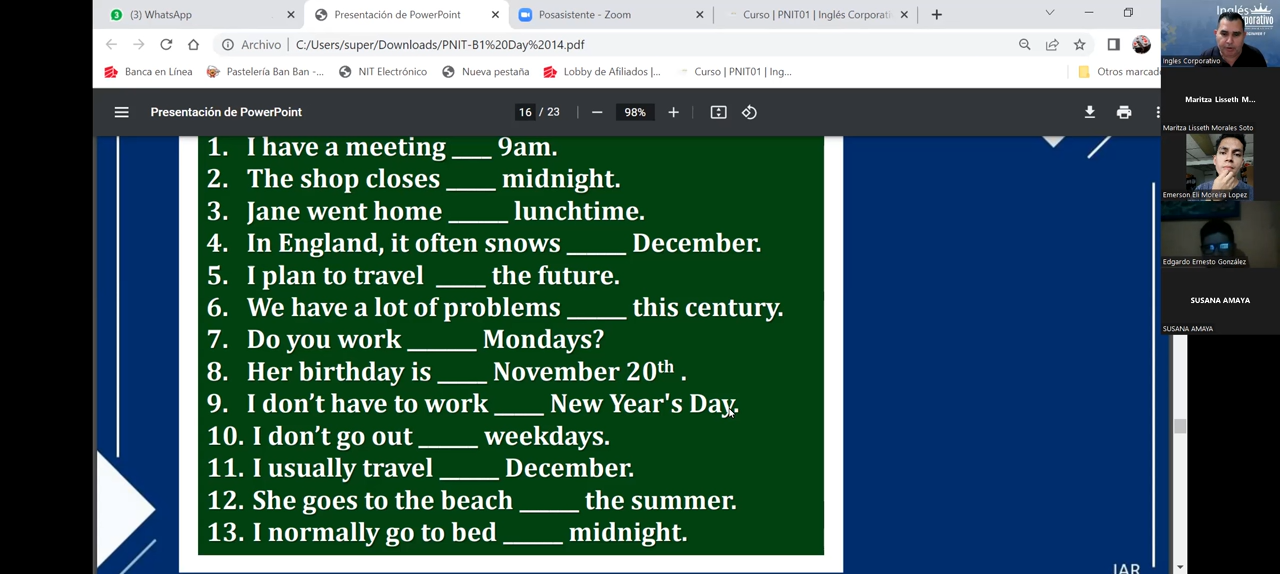 (3) WhatsApp
Presentación de PowerPoint
Posasistente - Zoom
Curso | PNIT01 | Inglés Corporati
Archivo | C:/Users/super/Downloads/PNIT-B1%20Day%2014.pdf
Banca en Línea
Pastelería Ban Ban -...
NIT Electrónico
Nueva pestaña
Lobby de Afiliados |...
Curso | PNIT01 | Ing...
Otros marcado
Presentación de PowerPoint
16 / 23
98%
1. I have a meeting ___ 9am.
2. The shop closes ____ midnight.
3. Jane went home _____ lunchtime.
4. In England, it often snows _____ December.
5. I plan to travel ____ the future.
6. We have a lot of problems _____ this century.
7. Do you work ______ Mondays?
8. Her birthday is ____ November 20th .
9. I don't have to work ____ New Year's Day.
10. I don't go out _____ weekdays.
11. I usually travel _____ December.
12. She goes to the beach _____ the summer.
13. I normally go to bed _____ midnight.
JAR
Inglés
Corporativo
Ingles Corporativo
Maritza Lisseth M...
Maritza Lisseth Morales Soto
Emerson Eli Moreira Lopez
Edgardo Ernesto González
SUSANA AMAYA
SUSANA AMAYA